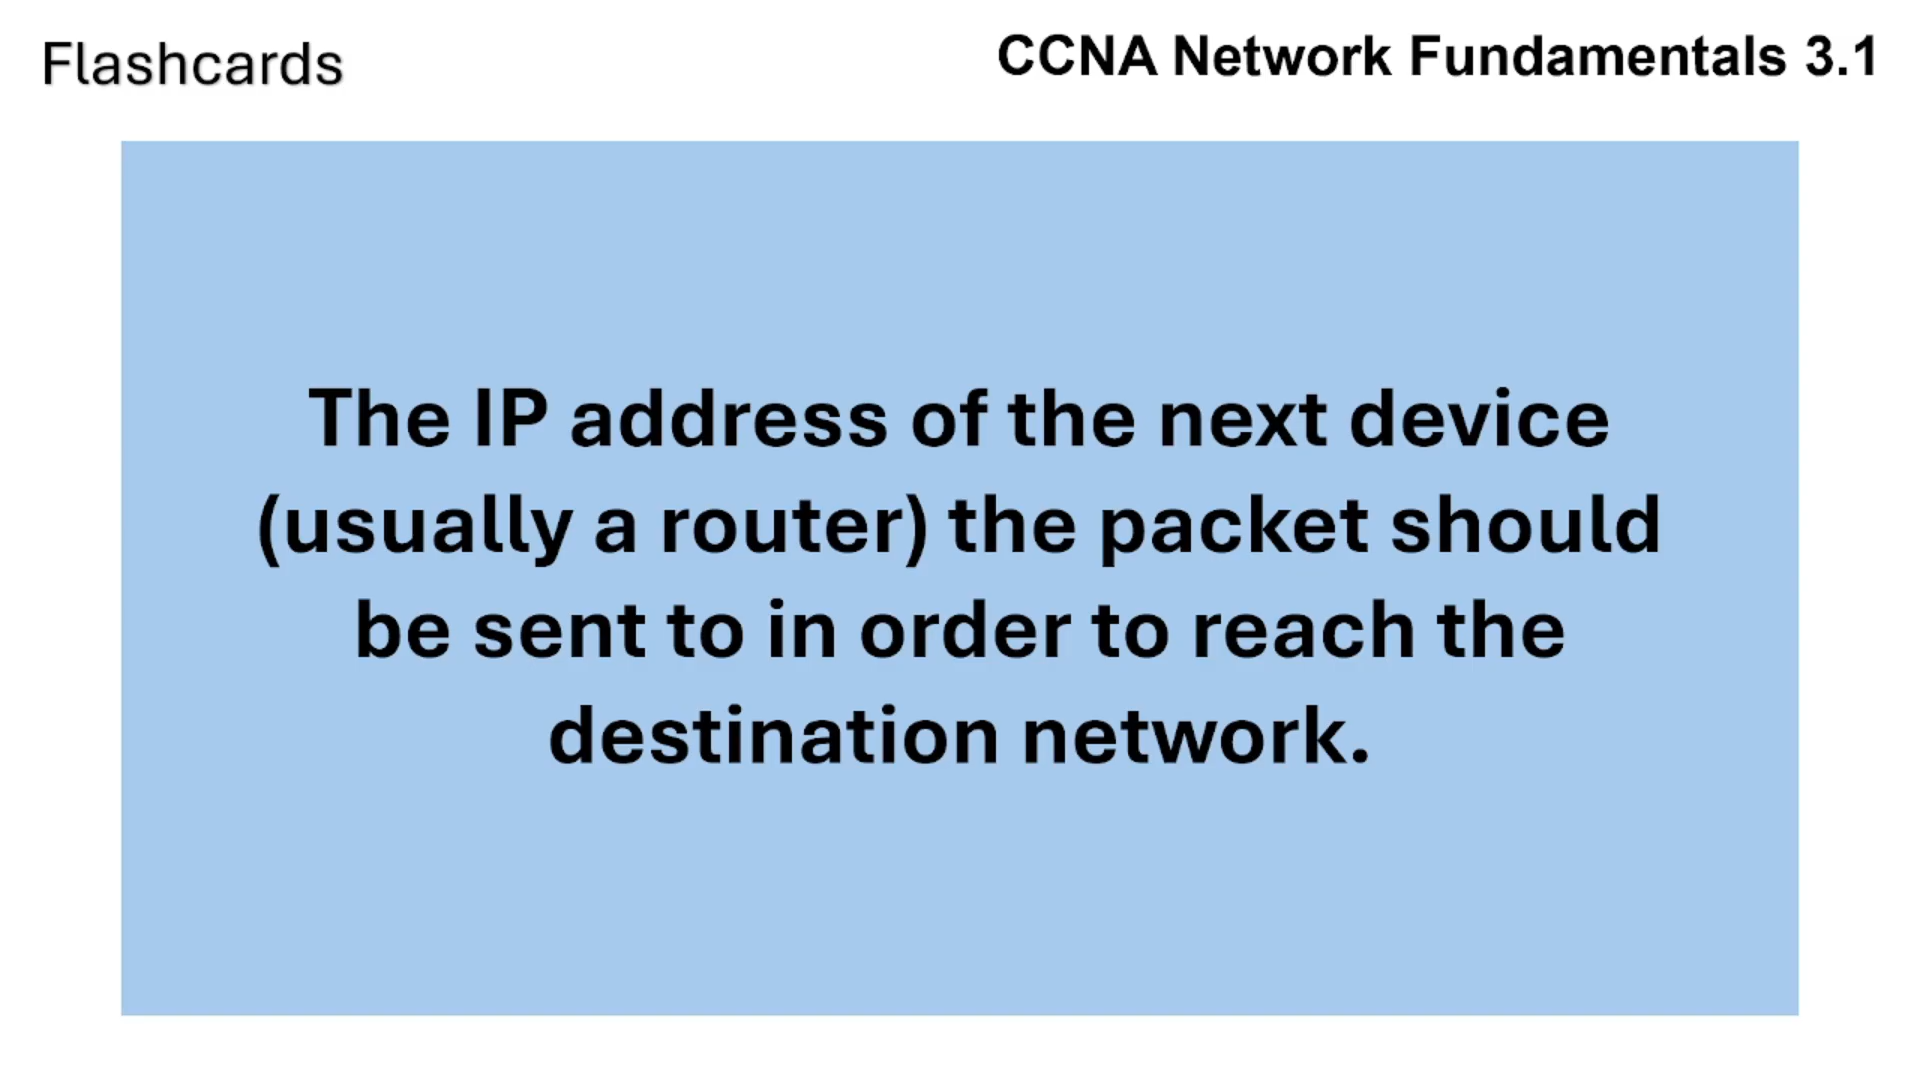 Flashcards
CCNA Network Fundamentals 3.1
The IP address of the next device
(usually a router) the packet should
be sent to in order to reach the
destination network.